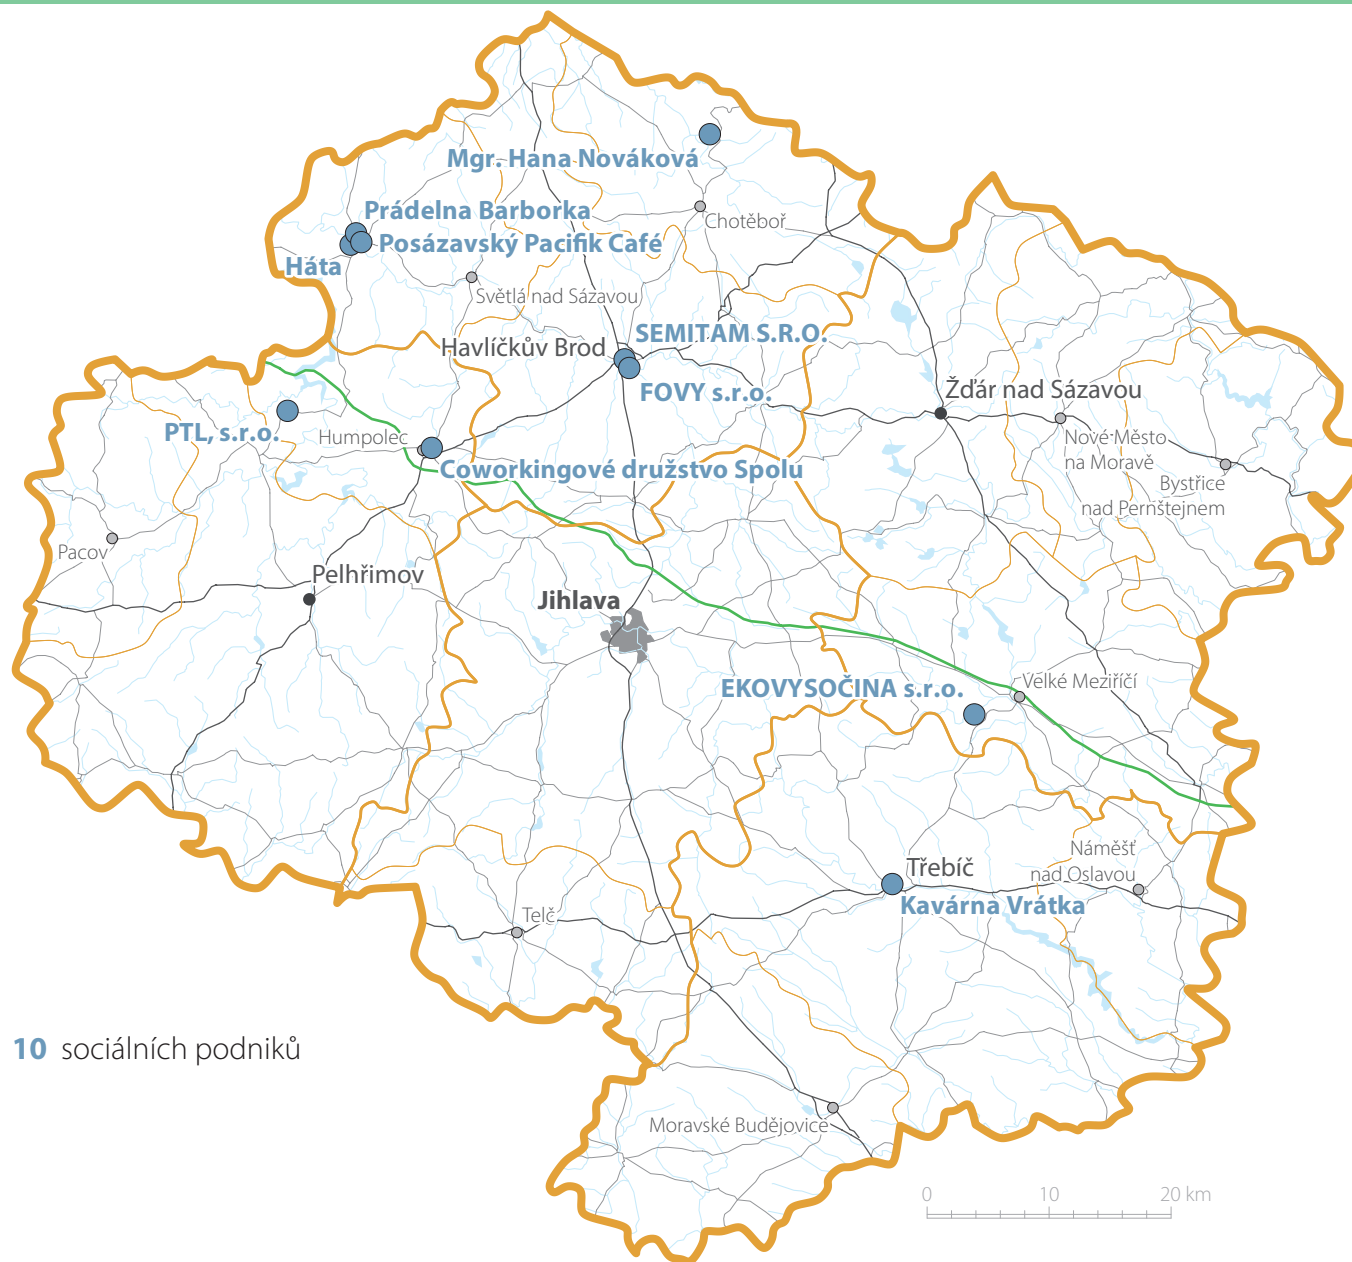 Mgr. Hana Nováková
Chotěboř
Prádelna Barborka
Posázavský Pacifik Café
Háta
Světlá nad Sázavou
SEMITAM S.R.O.
Havlíčkův Brod
FOVY s.r.o.
Žďár nad Sázavou
PTL, s.r.o.
Humpolec
Nové Město
na Moravě
Coworkingové družstvo Spolu
Bystřice
nad Pernštejnem
Pacov
Pelhřimov
Jihlava
EKOVYSOČINA s.r.o.
Velké Meziříčí
Třebíč
Náměšť
nad Oslavou
Kavárna Vrátka
Telč
10 sociálních podniků
Moravské Budějovice
0 10 20 km